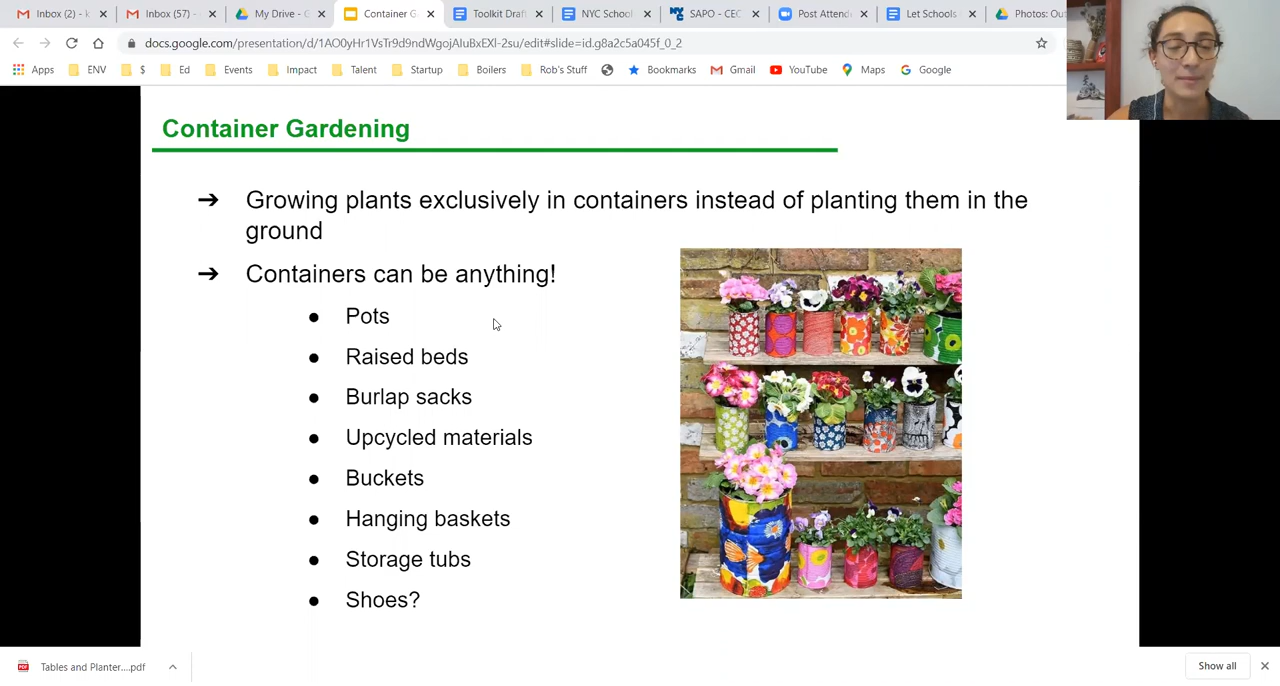 Inbox (2) - k
Inbox (57) -
My Drive - G
Container G
Toolkit Draf
NYC School
SAPO - CEC
Post Attend
Let Schools
Photos: Ou
docs.google.com/presentation/d/1AO0yHr1VsTr9d9ndWgojAIuBxEXl-2su/edit#slide=id.g8a2c5a045f_0_2
Apps ENV $ Ed Events Impact Talent Startup Boilers Rob's Stuff Bookmarks Gmail YouTube Maps Google
Container Gardening
➔ Growing plants exclusively in containers instead of planting them in the
ground
➔ Containers can be anything!
● Pots
● Raised beds
● Burlap sacks
● Upcycled materials
● Buckets
● Hanging baskets
● Storage tubs
● Shoes?
Tables and Planter....pdf
Show all